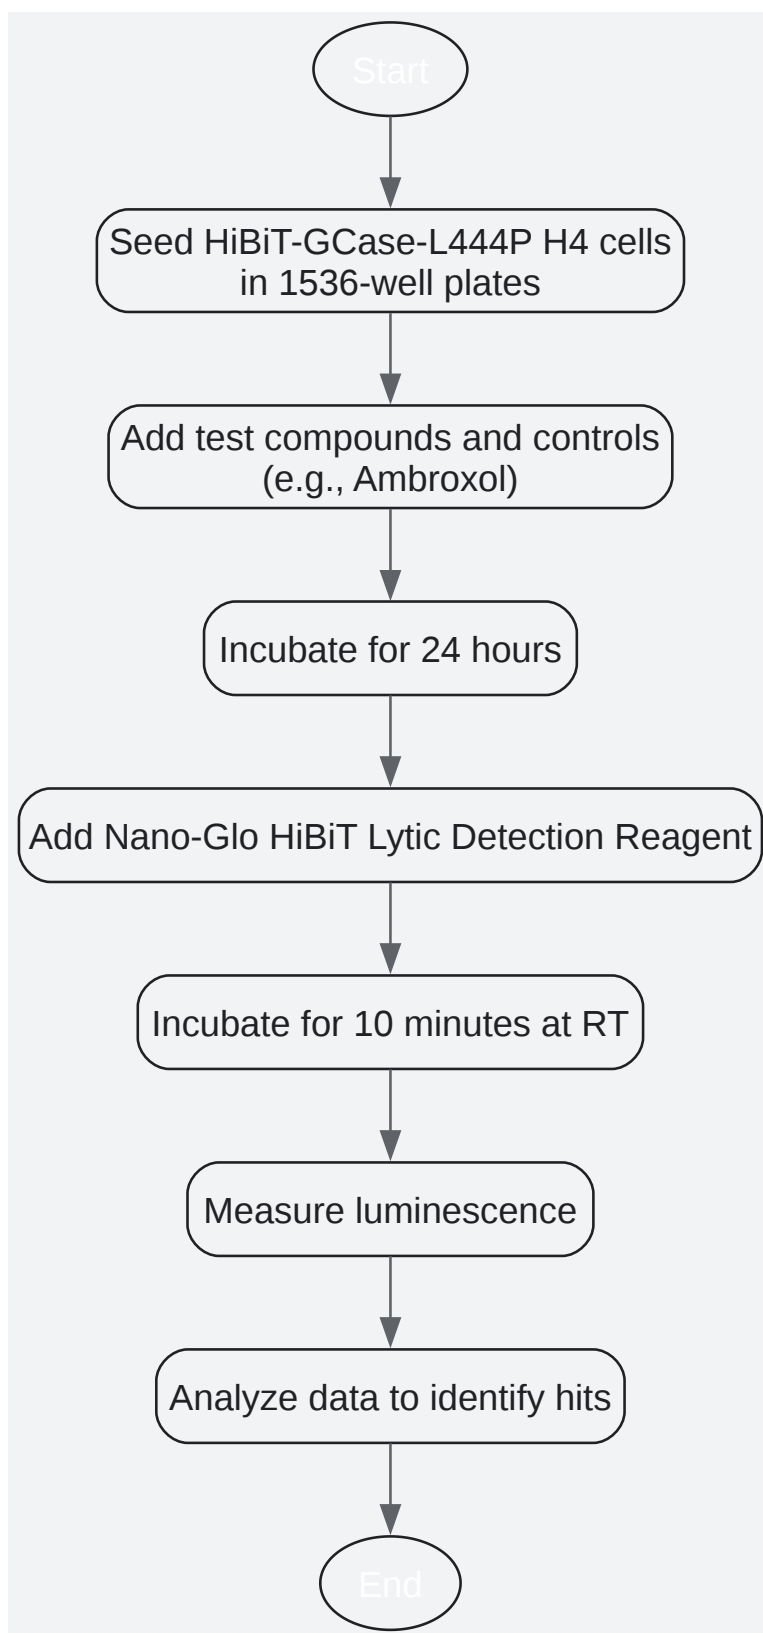 Start
Seed HiBiT-GCase-L444P H4 cells
in 1536-well plates
Add test compounds and controls
(e.g., Ambroxol)
Incubate for 24 hours
Add Nano-Glo HiBiT Lytic Detection Reagent
Incubate for 10 minutes at RT
Measure luminescence
Analyze data to identify hits
End